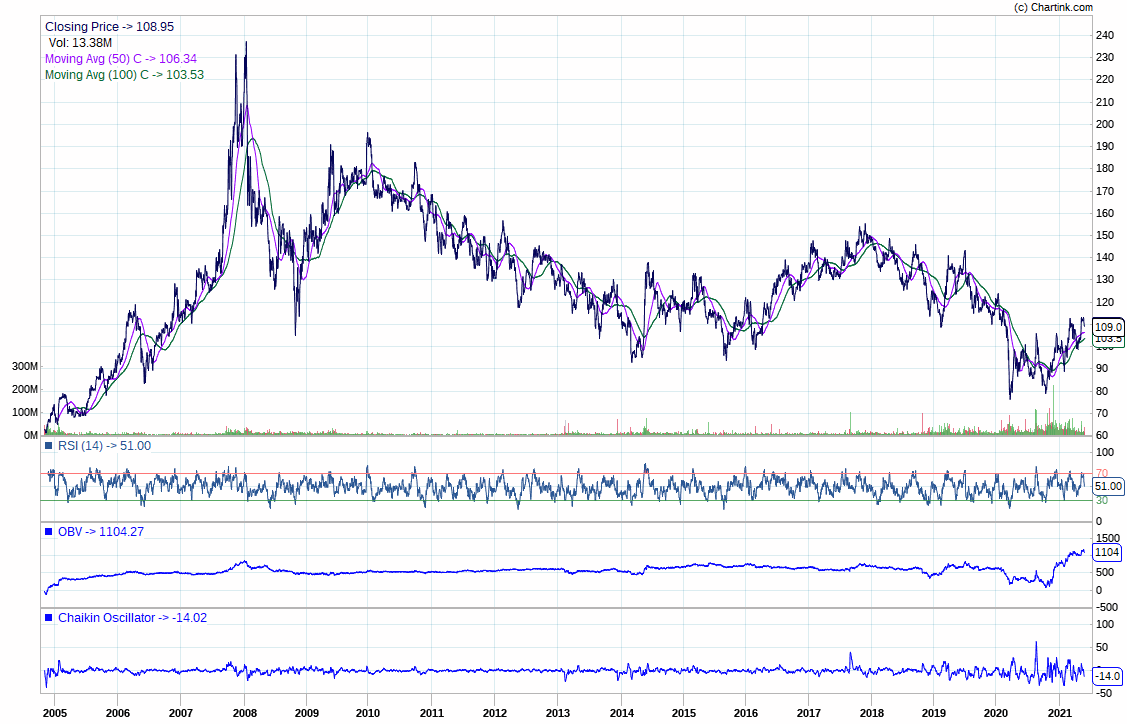 (c) Chartink.com
Closing Price -> 108.95
Vol: 13.38M
Moving Avg (50) C -> 106.34
Moving Avg (100) C -> 103.53
240
230
220
210
200
190
180
170
160
150
140
130
120
109.0
103.5
100
90
80
70
60
300M
200M
100M
0M
RSI (14) -> 51.00
100
70
51.00
30
0
OBV -> 1104.27
1500
1104
500
0
-500
Chaikin Oscillator -> -14.02
100
50
-14.0
-50
2005 2006 2007 2008 2009 2010 2011 2012 2013 2014 2015 2016 2017 2018 2019 2020 2021